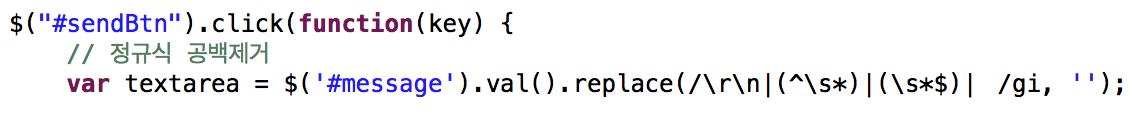 $("#sendBtn").click(function(key) {
// 정규식 공백제거
var textarea = $('#message').val().replace(/\r\n|(^\s*)|(\s*$)| /gi, '');